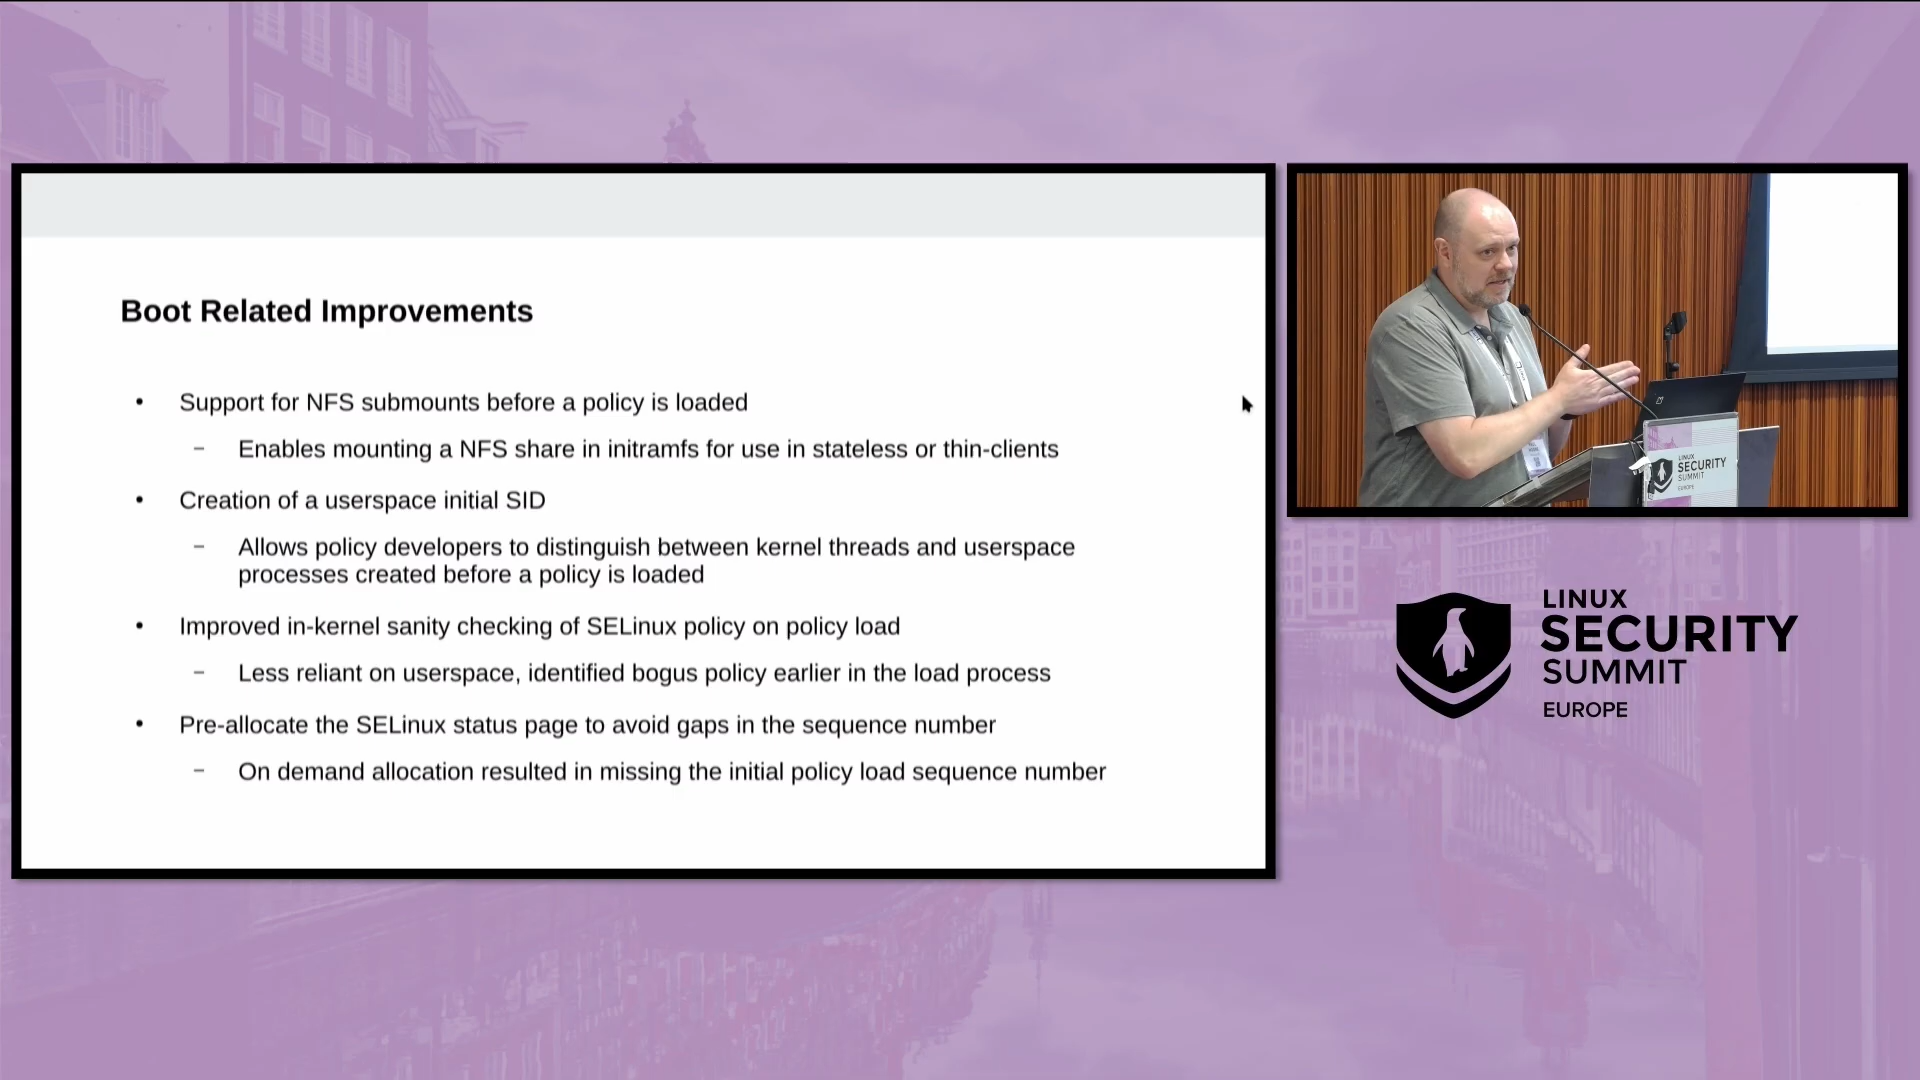 Boot Related Improvements
• Support for NFS submounts before a policy is loaded
– Enables mounting a NFS share in initramfs for use in stateless or thin-clients
• Creation of a userspace initial SID
– Allows policy developers to distinguish between kernel threads and userspace
processes created before a policy is loaded
• Improved in-kernel sanity checking of SELinux policy on policy load
– Less reliant on userspace, identified bogus policy earlier in the load process
• Pre-allocate the SELinux status page to avoid gaps in the sequence number
– On demand allocation resulted in missing the initial policy load sequence number
LINUX
SECURITY
SUMMIT
EUROPE
LINUX
SECURITY
SUMMIT
EUROPE